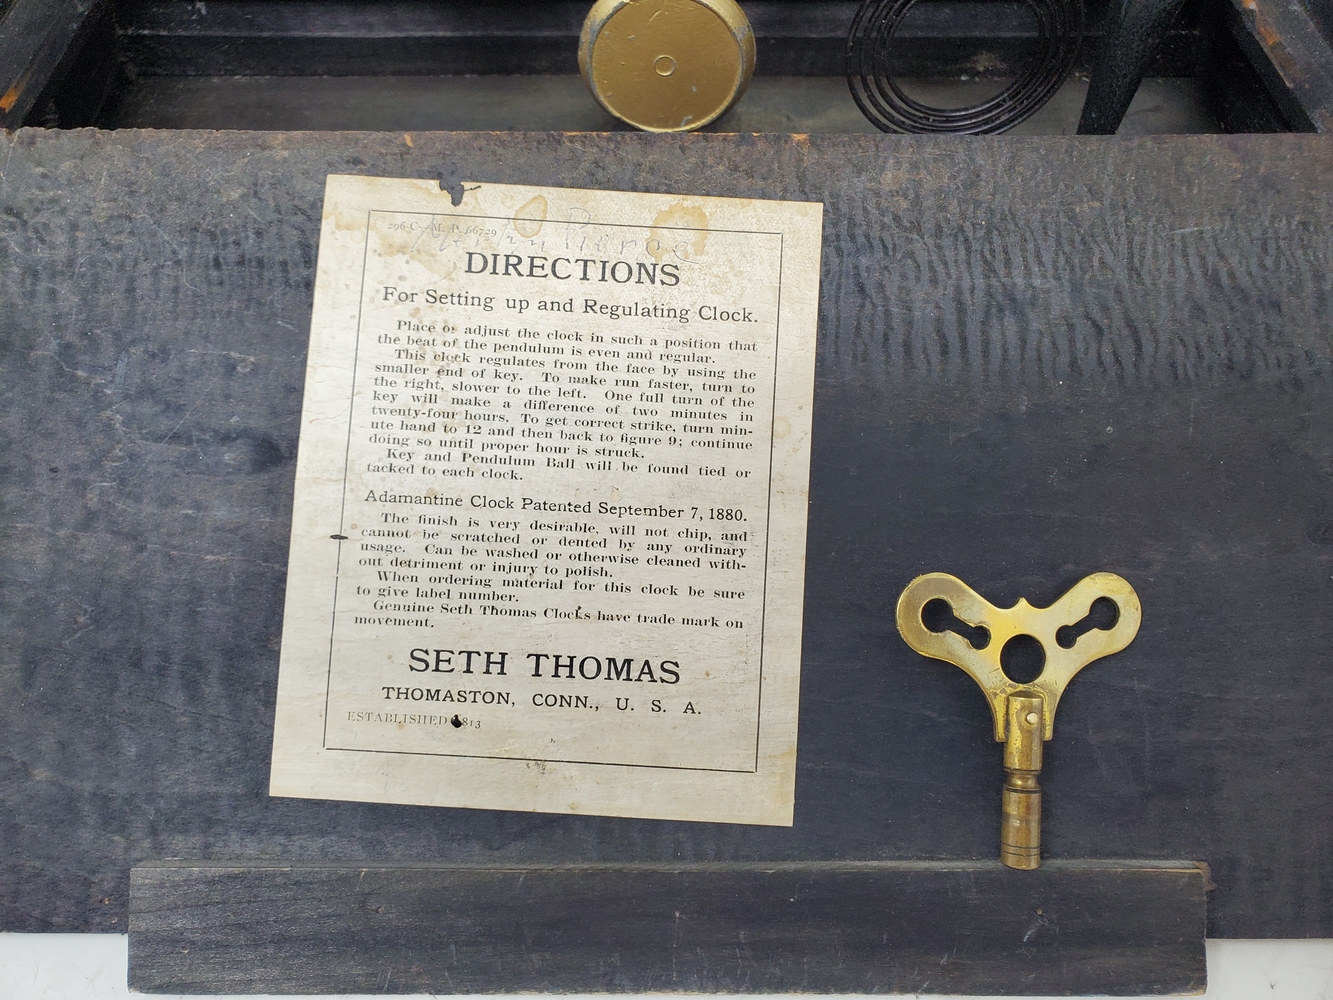 296 C—M. P. 66729
DIRECTIONS
For Setting up and Regulating Clock.
Place or adjust the clock in such a position that
the beat of the pendulum is even and regular.
This clock regulates from the face by using the
smaller end of key. To make run faster, turn to
the right, slower to the left. One full turn of the
key will make a difference of two minutes in
twenty-four hours. To get correct strike, turn min-
ute hand to 12 and then back to figure 9; continue
doing so until proper hour is struck.
Key and Pendulum Ball will be found tied or
tacked to each clock.
Adamantine Clock Patented September 7, 1880.
The finish is very desirable, will not chip, and
cannot be scratched or dented by any ordinary
usage. Can be washed or otherwise cleaned with-
out detriment or injury to polish.
When ordering material for this clock be sure
to give label number.
Genuine Seth Thomas Clocks have trade mark on
movement.
SETH THOMAS
THOMASTON, CONN., U. S. A.
ESTABLISHED 1813